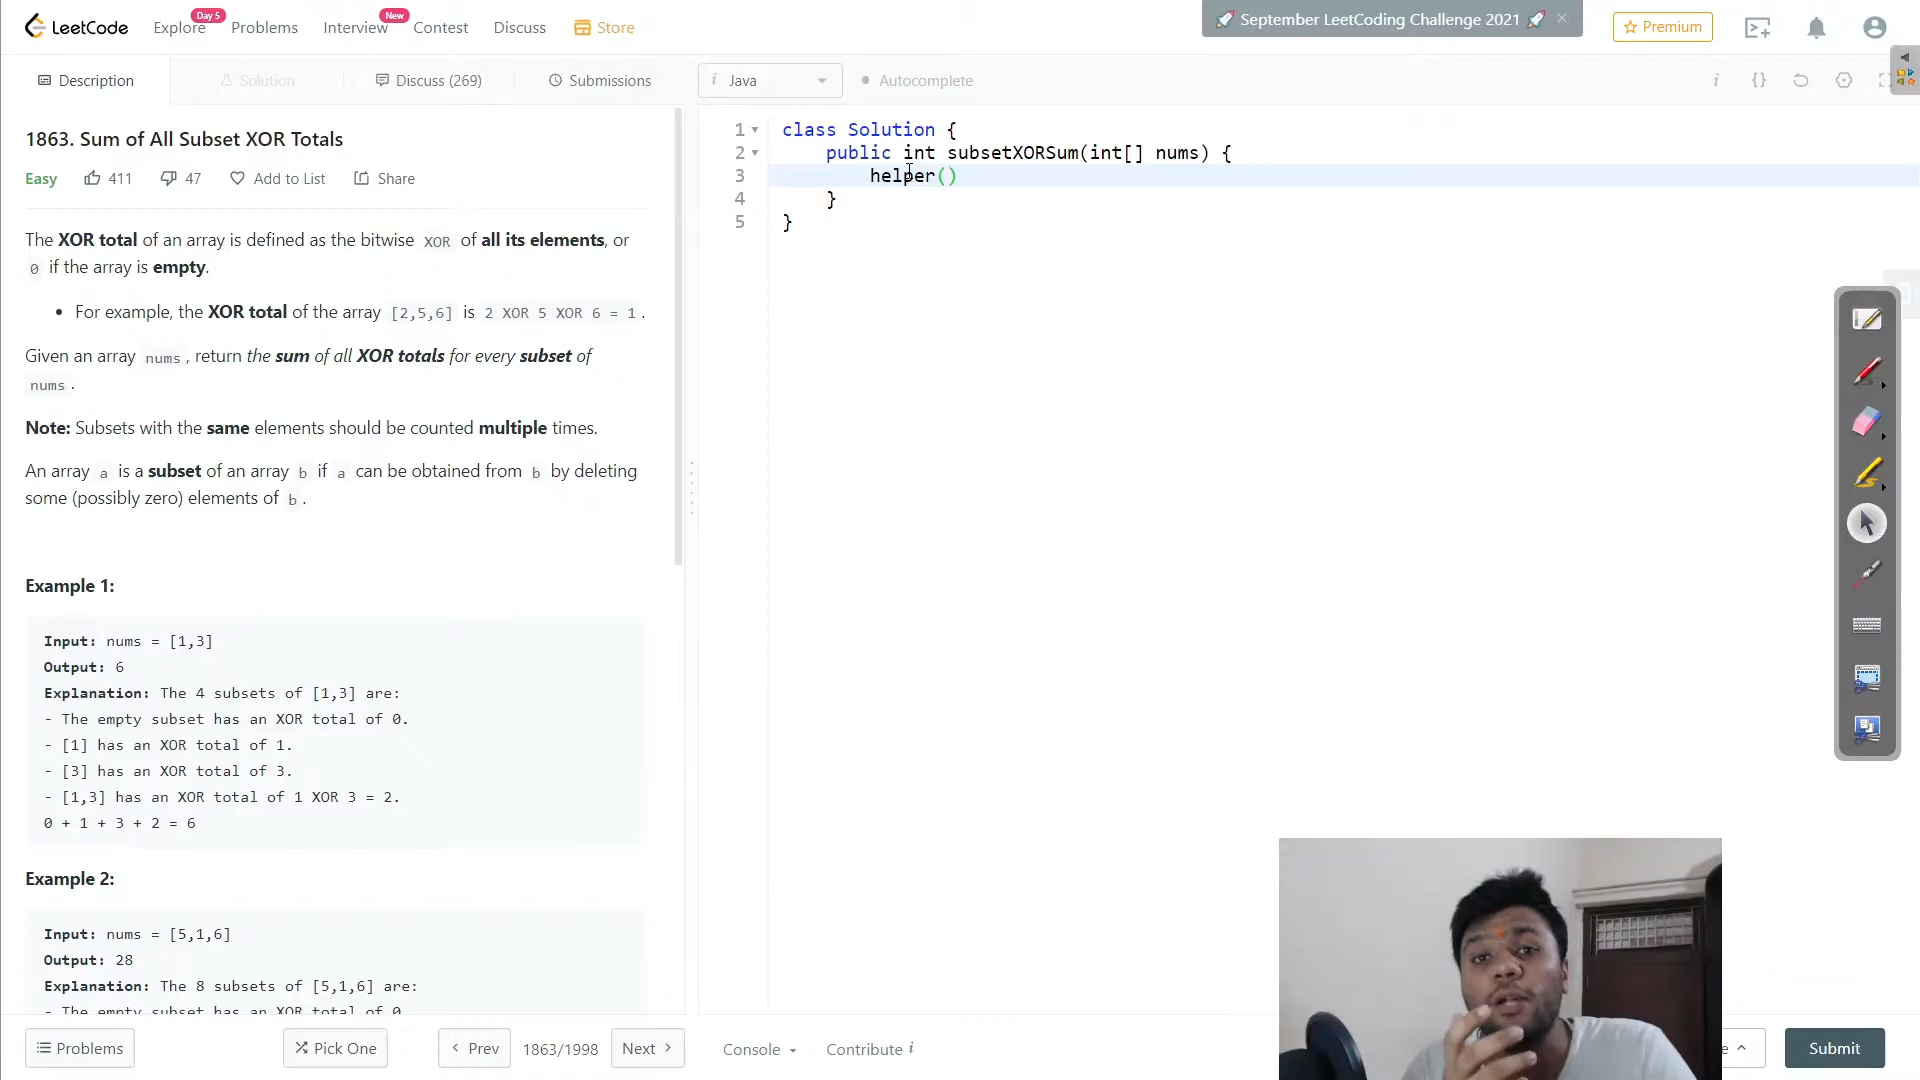 LeetCode
Explore
Day 5
Problems
Interview
New
Contest
Discuss
Store
🚀 September LeetCoding Challenge 2021 🚀 ×
Premium
Description
Solution
Discuss (269)
Submissions
i Java
Autocomplete
1863. Sum of All Subset XOR Totals
Easy 411 47 Add to List Share
The XOR total of an array is defined as the bitwise XOR of all its elements, or
0 if the array is empty.
• For example, the XOR total of the array [2,5,6] is 2 XOR 5 XOR 6 = 1 .
Given an array nums , return the sum of all XOR totals for every subset of
nums .
Note: Subsets with the same elements should be counted multiple times.
An array a is a subset of an array b if a can be obtained from b by deleting
some (possibly zero) elements of b .
Example 1:
Input: nums = [1,3]
Output: 6
Explanation: The 4 subsets of [1,3] are:
- The empty subset has an XOR total of 0.
- [1] has an XOR total of 1.
- [3] has an XOR total of 3.
- [1,3] has an XOR total of 1 XOR 3 = 2.
0 + 1 + 3 + 2 = 6
Example 2:
Input: nums = [5,1,6]
Output: 28
Explanation: The 8 subsets of [5,1,6] are:
- The empty subset has an XOR total of 0.
1 class Solution {
2 public int subsetXORSum(int[] nums) {
3 helper()
4 }
5 }
Problems
Pick One
< Prev
1863/1998
Next >
Console
Contribute i
e
Submit